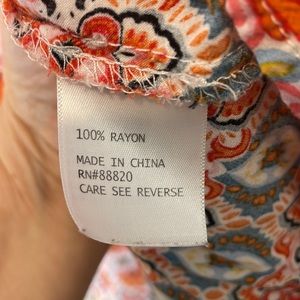 100% RAYON
MADE IN CHINA
RN#88820
CARE SEE REVERSE